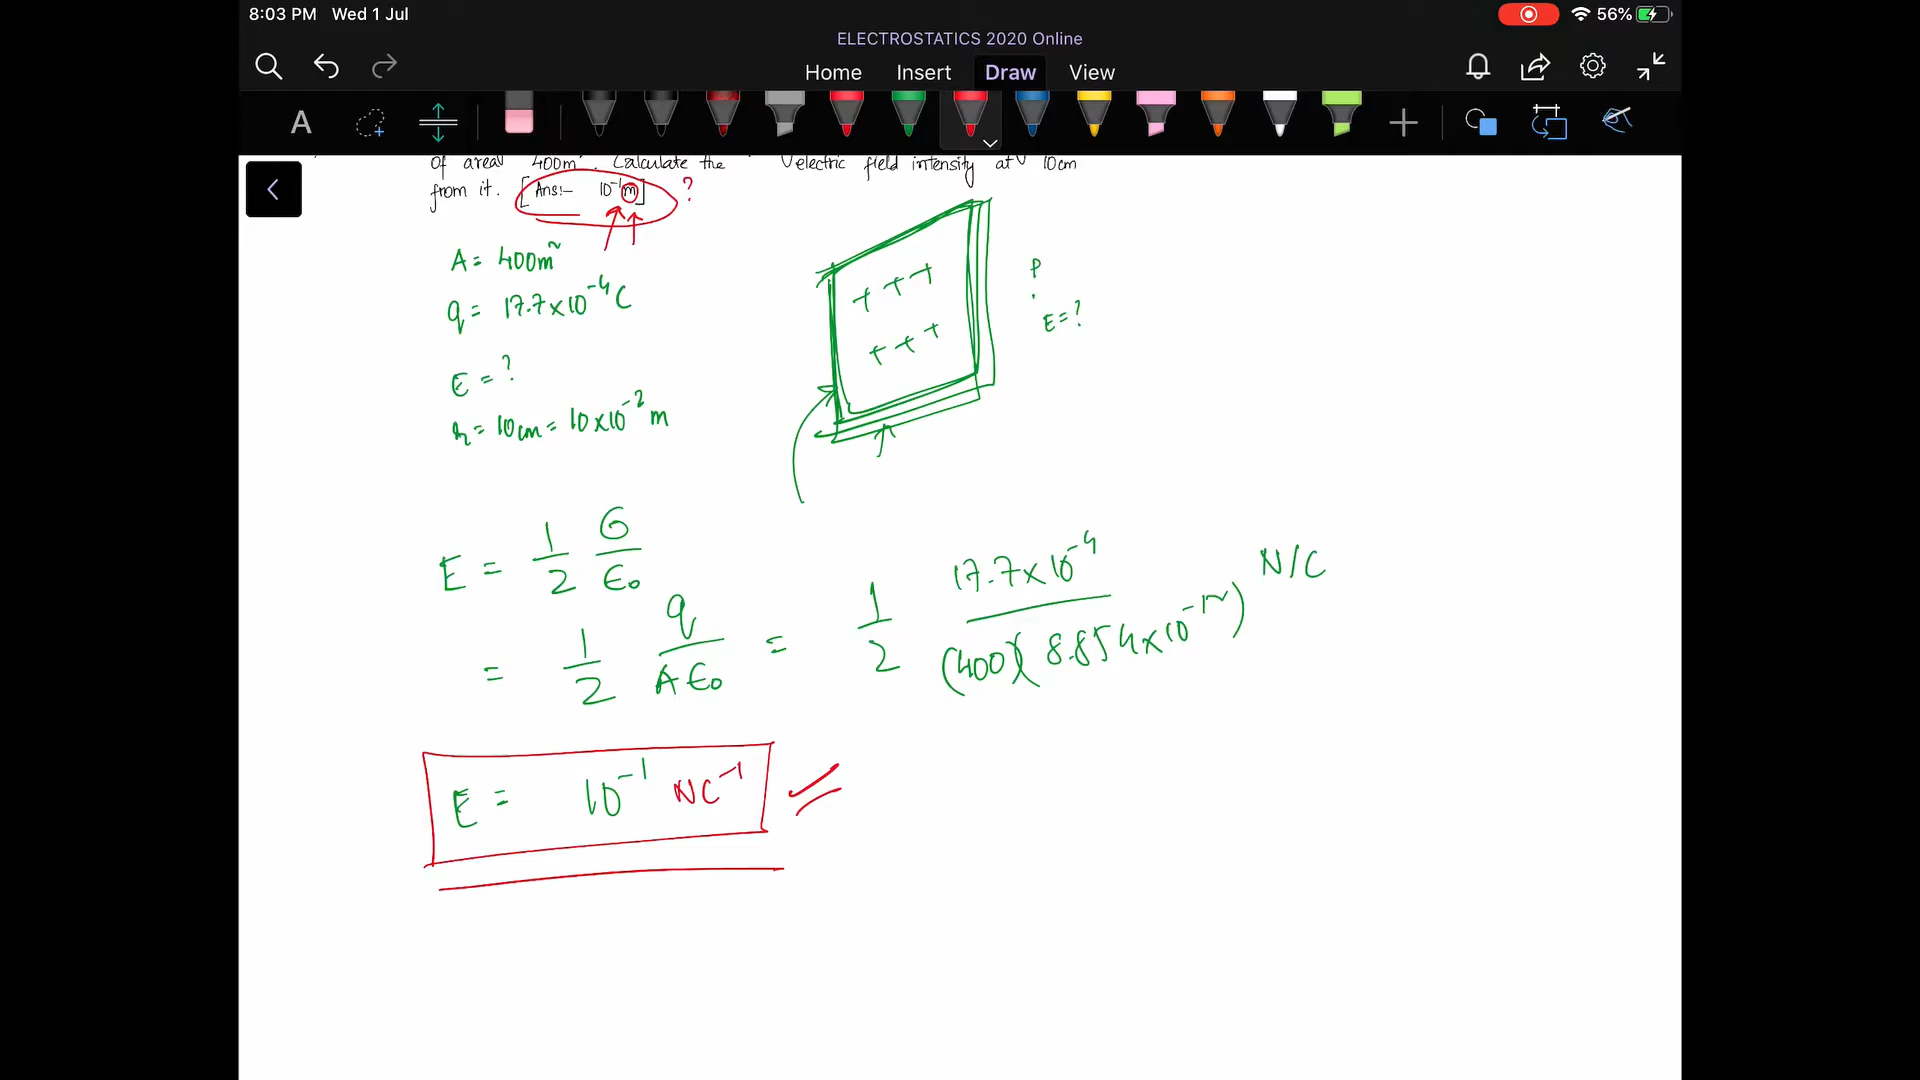 8:03 PM Wed 1 Jul
56%
ELECTROSTATICS 2020 Online
Home Insert Draw View
A
of area 400m². Calculate the electric field intensity at 10cm
from it. [Ans:- 10⁻¹m] ?
A = 400m²
q = 17.7×10⁻⁴C
E = ?
r = 10cm = 10×10⁻² m
+ + +
+ + +
P
.
E = ?
E = 1/2 σ/ϵ₀
= 1/2 q/Aϵ₀ = 1/2 17.7×10⁻⁴/(400)(8.854×10⁻¹²) N/C
E = 10⁻¹ NC⁻¹